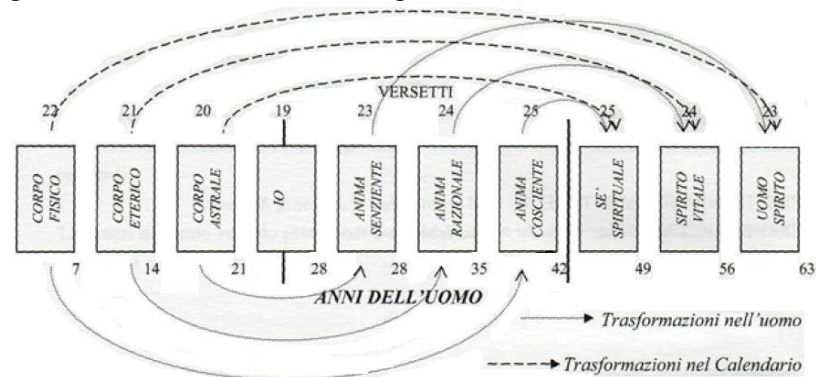 VERSETTI
22 21 20 19 23 24 25 25 24 23
CORPO FISICO
CORPO ETERICO
CORPO ASTRALE
IO
ANIMA SENZIENTE
ANIMA RAZIONALE
ANIMA COSCIENTE
SE' SPIRITUALE
SPIRITO VITALE
UOMO SPIRITO
7 14 21 28 28 35 42 49 56 63
ANNI DELL'UOMO
Trasformazioni nell'uomo
Trasformazioni nel Calendario